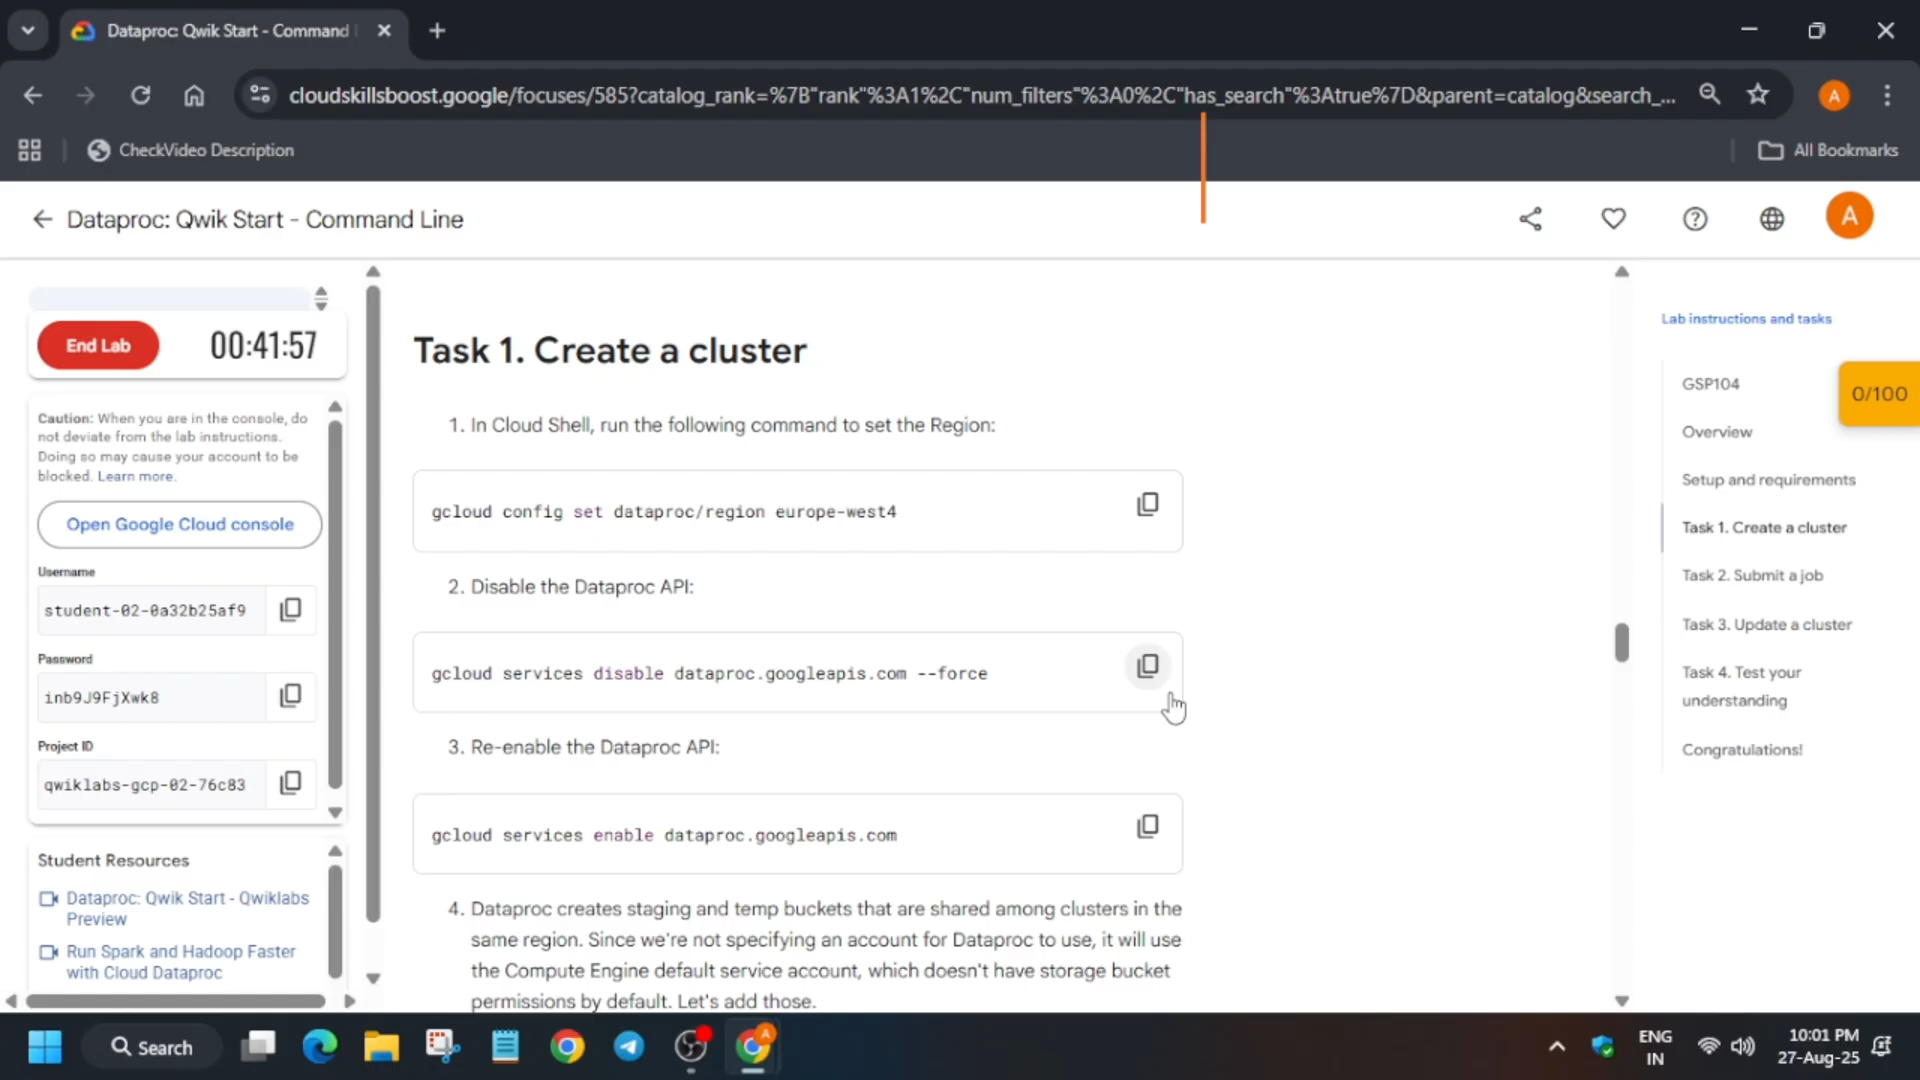 Dataproc: Qwik Start - Command
cloudskillsboost.google/focuses/585?catalog_rank=%7B"rank"%3A1%2C"num_filters"%3A0%2C"has_search"%3Atrue%7D&parent=catalog&search_...
A
CheckVideo Description
All Bookmarks
Dataproc: Qwik Start - Command Line
A
End Lab
00:41:57
Caution: When you are in the console, do
not deviate from the lab instructions.
Doing so may cause your account to be
blocked. Learn more.
Open Google Cloud console
Username
student-02-0a32b25af9
Password
inb9J9FjXwk8
Project ID
qwiklabs-gcp-02-76c83
Student Resources
Dataproc: Qwik Start - Qwiklabs
Preview
Run Spark and Hadoop Faster
with Cloud Dataproc
Task 1. Create a cluster
1. In Cloud Shell, run the following command to set the Region:
gcloud config set dataproc/region europe-west4
2. Disable the Dataproc API:
gcloud services disable dataproc.googleapis.com --force
3. Re-enable the Dataproc API:
gcloud services enable dataproc.googleapis.com
4. Dataproc creates staging and temp buckets that are shared among clusters in the
same region. Since we're not specifying an account for Dataproc to use, it will use
the Compute Engine default service account, which doesn't have storage bucket
permissions by default. Let's add those.
Lab instructions and tasks
GSP104
0/100
Overview
Setup and requirements
Task 1. Create a cluster
Task 2. Submit a job
Task 3. Update a cluster
Task 4. Test your
understanding
Congratulations!
Search
A
ENG
IN
10:01 PM
27-Aug-25